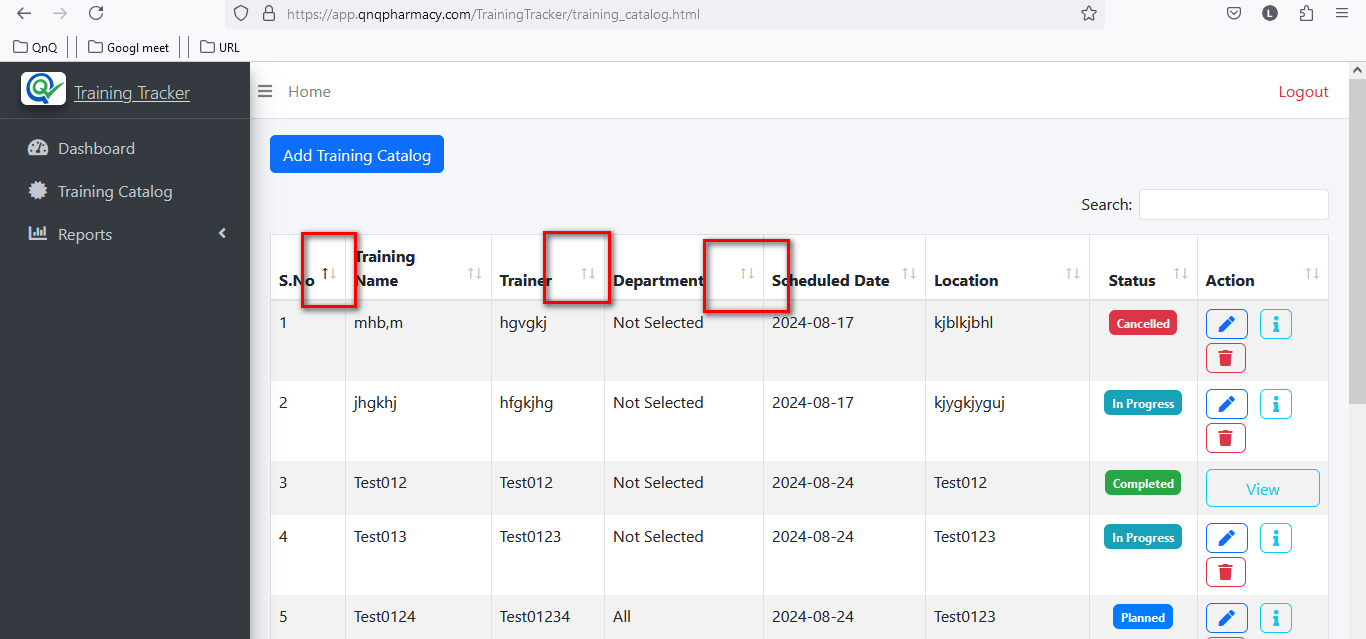 https://app.qnqpharmacy.com/TrainingTracker/training_catalog.html
L
QnQ
Googl meet
URL
Training Tracker
Home
Logout
Dashboard
Training Catalog
Reports
Add Training Catalog
Search:
S.No Training Name Trainer Department Scheduled Date Location Status Action
1 mhb,m hgvgkj Not Selected 2024-08-17 kjblkjbhl Cancelled
2 jhgkhj hfgkjhg Not Selected 2024-08-17 kjygkjyguj In Progress
3 Test012 Test012 Not Selected 2024-08-24 Test012 Completed View
4 Test013 Test0123 Not Selected 2024-08-24 Test0123 In Progress
5 Test0124 Test01234 All 2024-08-24 Test0123 Planned